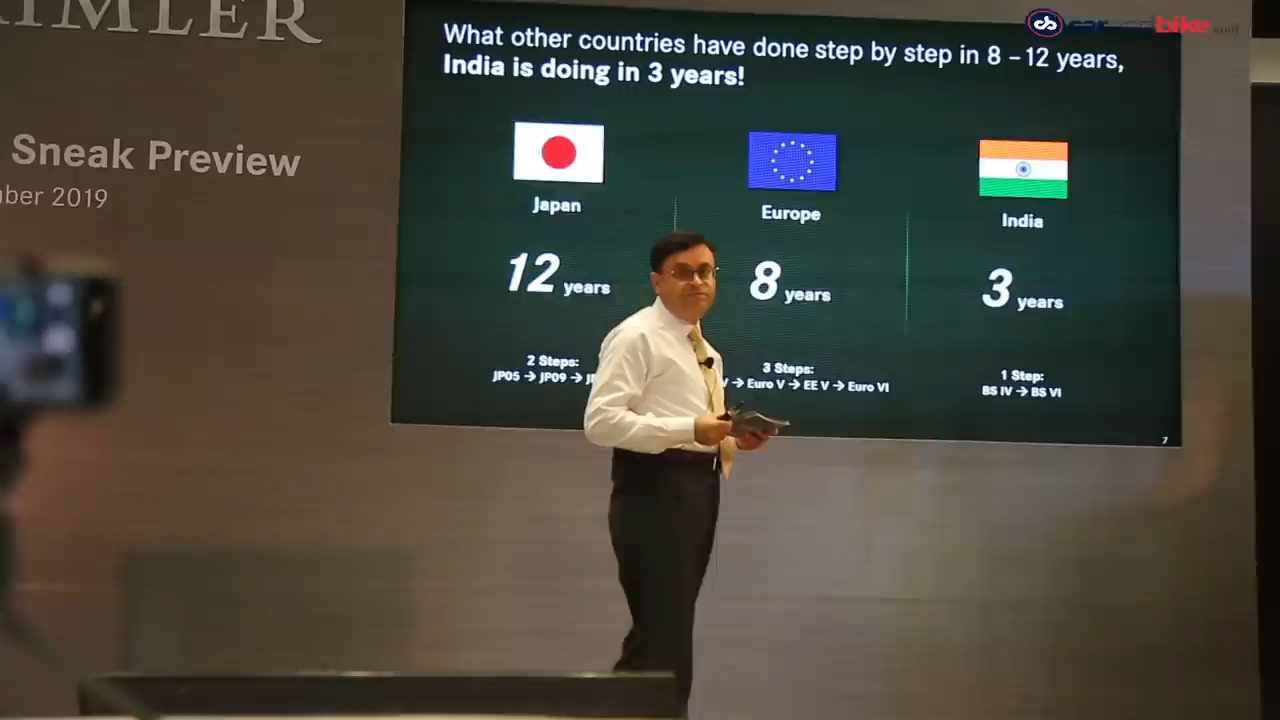 Sneak Preview
2019
carandbike.com
What other countries have done step by step in 8 – 12 years,
India is doing in 3 years!
Japan
12 years
2 Steps:
JP05 → JP09 →
Europe
8 years
3 Steps:
→ Euro V → EE V → Euro VI
India
3 years
1 Step:
BS IV → BS VI
7